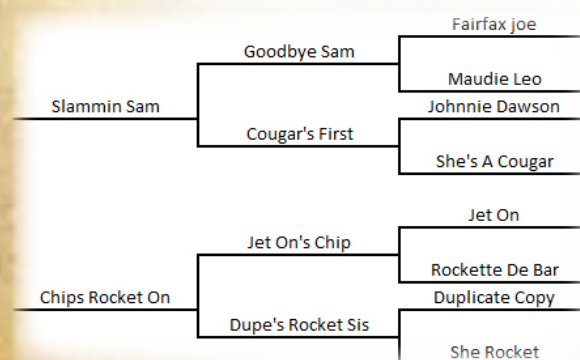 Fairfax joe
Goodbye Sam
Maudie Leo
Slammin Sam
Johnnie Dawson
Cougar's First
She's A Cougar
Jet On
Jet On's Chip
Rockette De Bar
Chips Rocket On
Duplicate Copy
Dupe's Rocket Sis
She Rocket